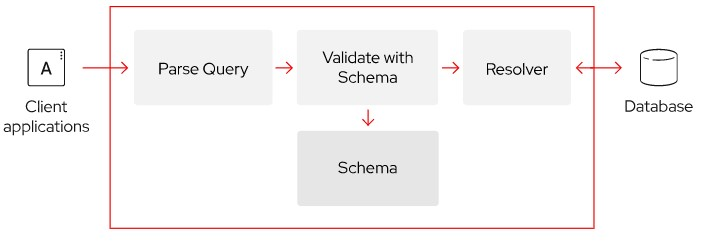 A
Client
applications
Parse Query
Validate with
Schema
Resolver
Database
Schema